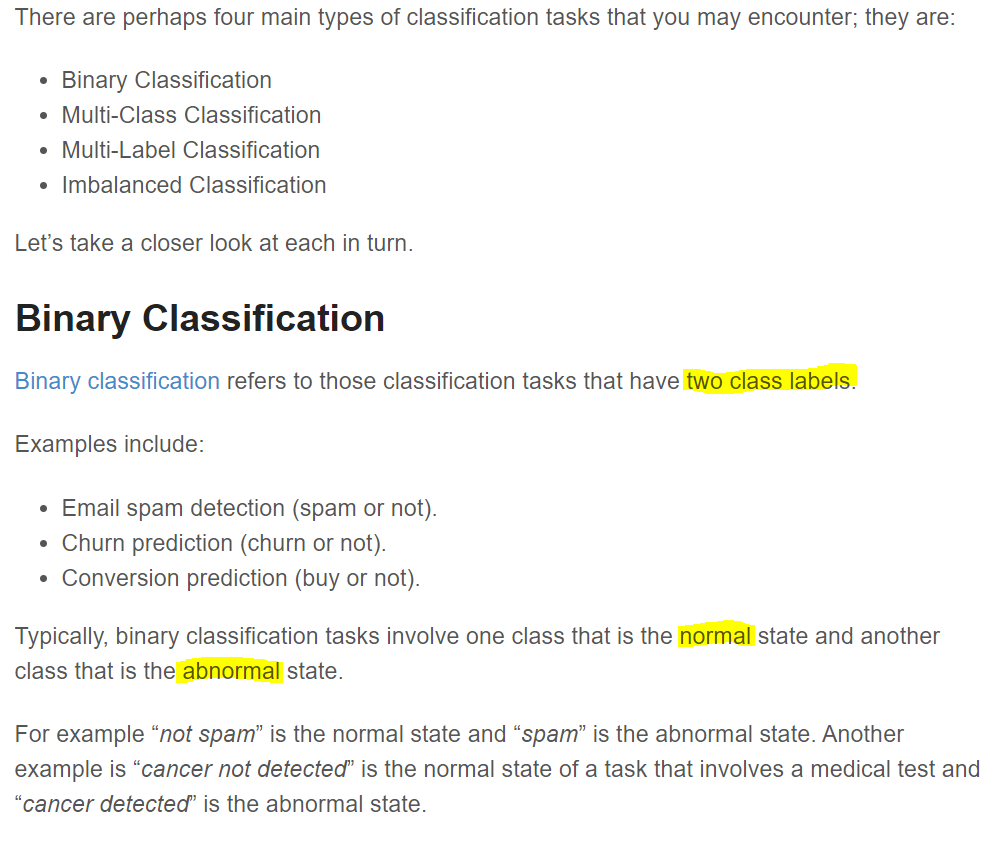 There are perhaps four main types of classification tasks that you may encounter; they are:
• Binary Classification
• Multi-Class Classification
• Multi-Label Classification
• Imbalanced Classification
Let’s take a closer look at each in turn.
Binary Classification
Binary classification refers to those classification tasks that have two class labels.
Examples include:
• Email spam detection (spam or not).
• Churn prediction (churn or not).
• Conversion prediction (buy or not).
Typically, binary classification tasks involve one class that is the normal state and another
class that is the abnormal state.
For example “not spam” is the normal state and “spam” is the abnormal state. Another
example is “cancer not detected” is the normal state of a task that involves a medical test and
“cancer detected” is the abnormal state.